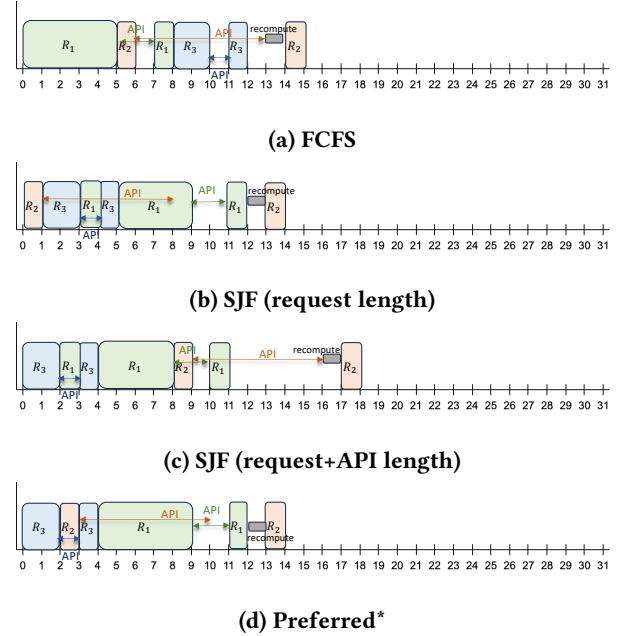 API
recompute
R₁ R₂ R₁ R₃ API R₃ R₂
API
0 1 2 3 4 5 6 7 8 9 10 11 12 13 14 15 16 17 18 19 20 21 22 23 24 25 26 27 28 29 30 31
(a) FCFS
API API recompute
R₂ R₃ R₁ R₃ R₁ R₁ R₂
API
0 1 2 3 4 5 6 7 8 9 10 11 12 13 14 15 16 17 18 19 20 21 22 23 24 25 26 27 28 29 30 31
(b) SJF (request length)
API API recompute
R₃ R₁ R₃ R₁ R₂ R₁ R₂
API
0 1 2 3 4 5 6 7 8 9 10 11 12 13 14 15 16 17 18 19 20 21 22 23 24 25 26 27 28 29 30 31
(c) SJF (request+API length)
API API
R₃ R₂ R₃ R₁ R₁ R₂
API recompute
0 1 2 3 4 5 6 7 8 9 10 11 12 13 14 15 16 17 18 19 20 21 22 23 24 25 26 27 28 29 30 31
(d) Preferred*